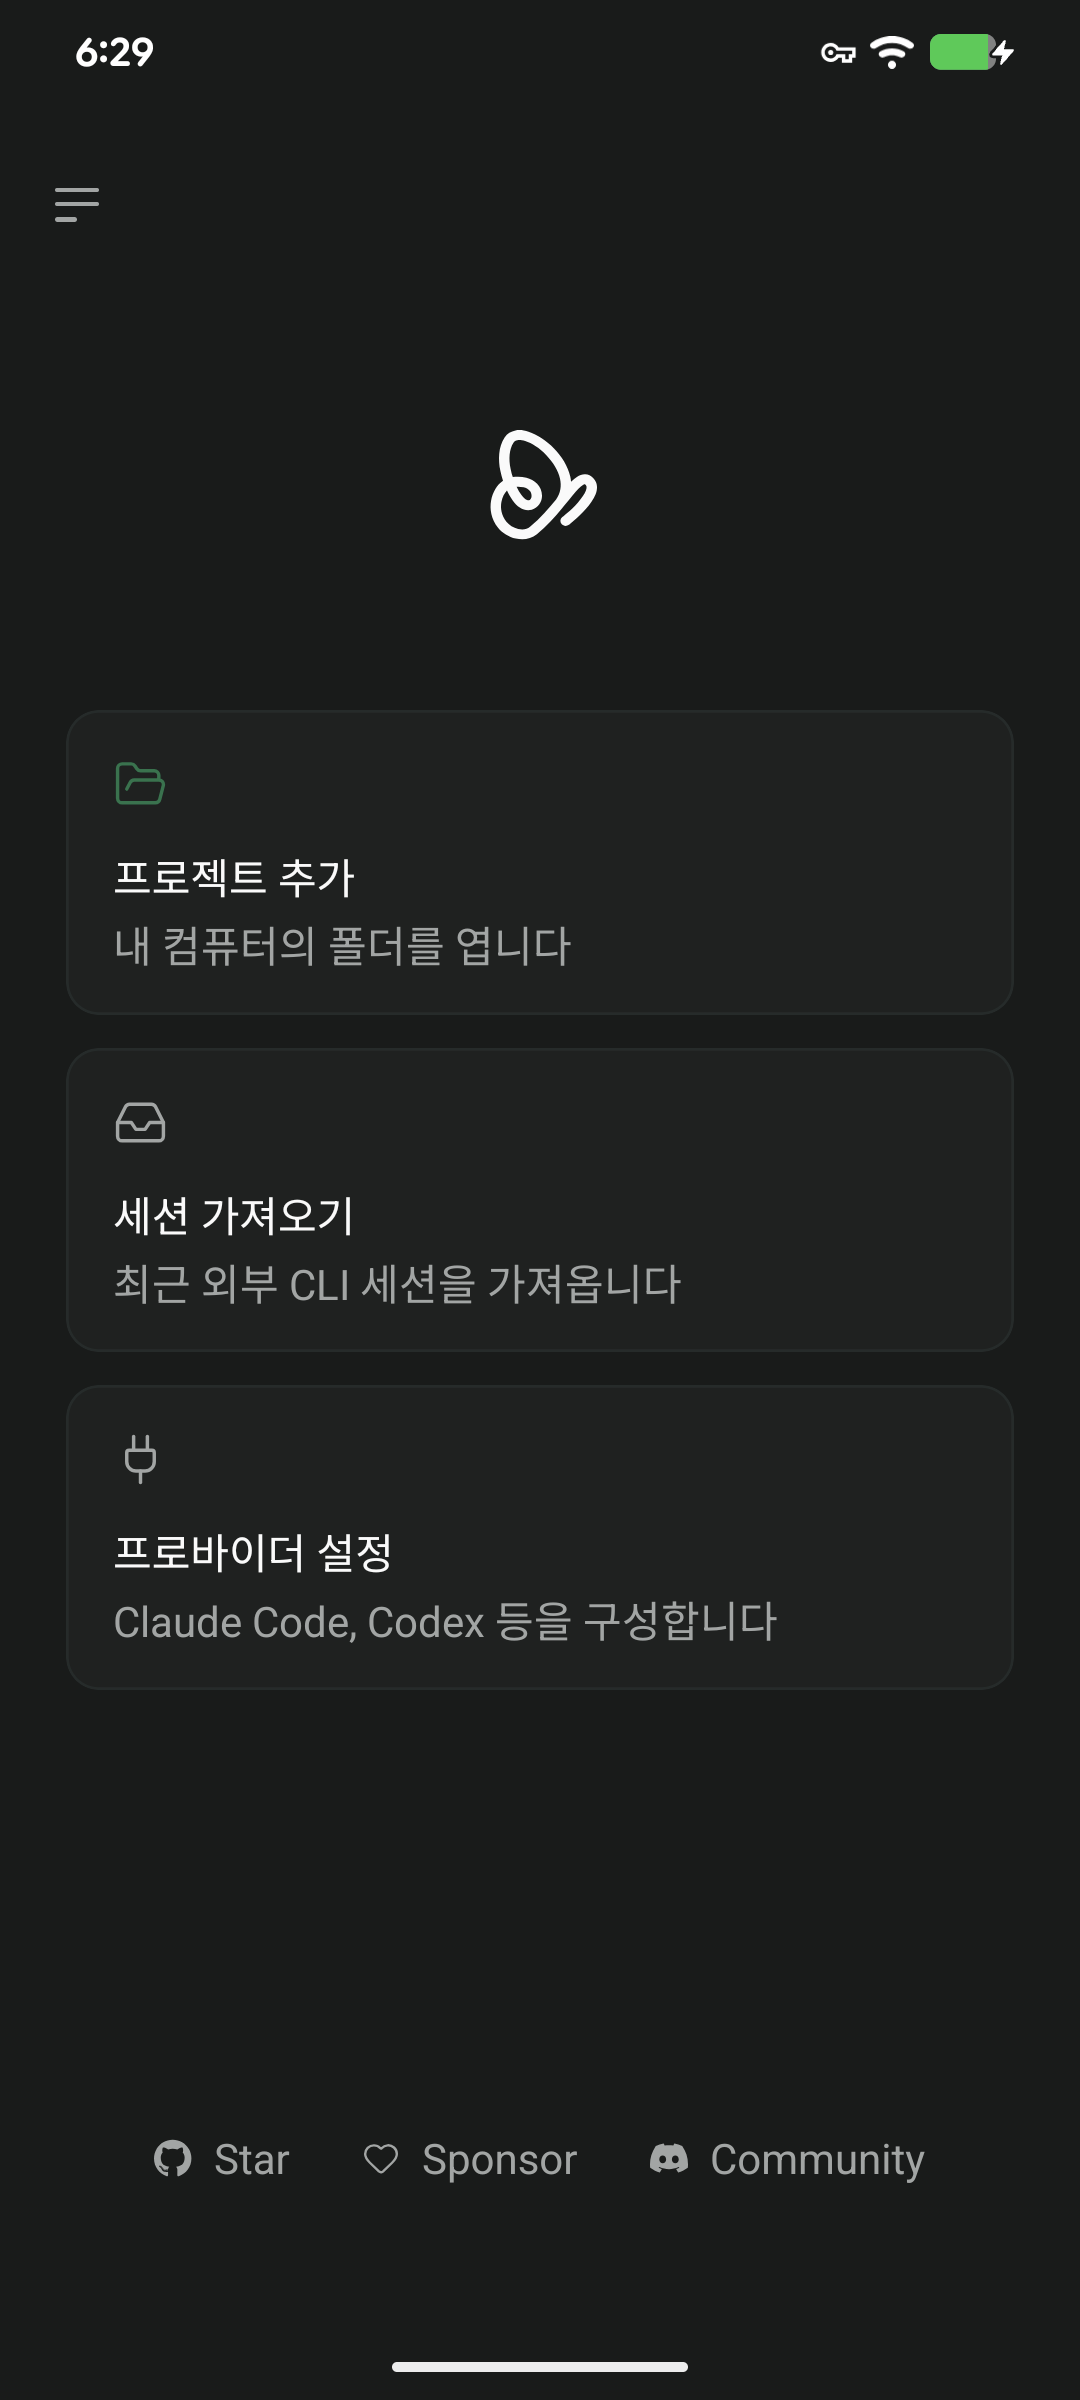 6:29
프로젝트 추가
내 컴퓨터의 폴더를 엽니다
세션 가져오기
최근 외부 CLI 세션을 가져옵니다
프로바이더 설정
Claude Code, Codex 등을 구성합니다
Star Sponsor Community